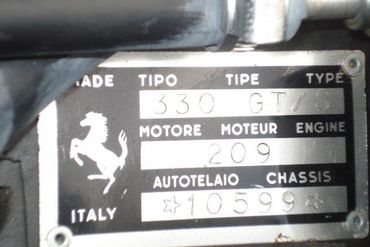 MADE TIPO TIPE TYPE
330 GT/S
MOTORE MOTEUR ENGINE
209
AUTOTELAIO CHASSIS
☆10599☆
ITALY